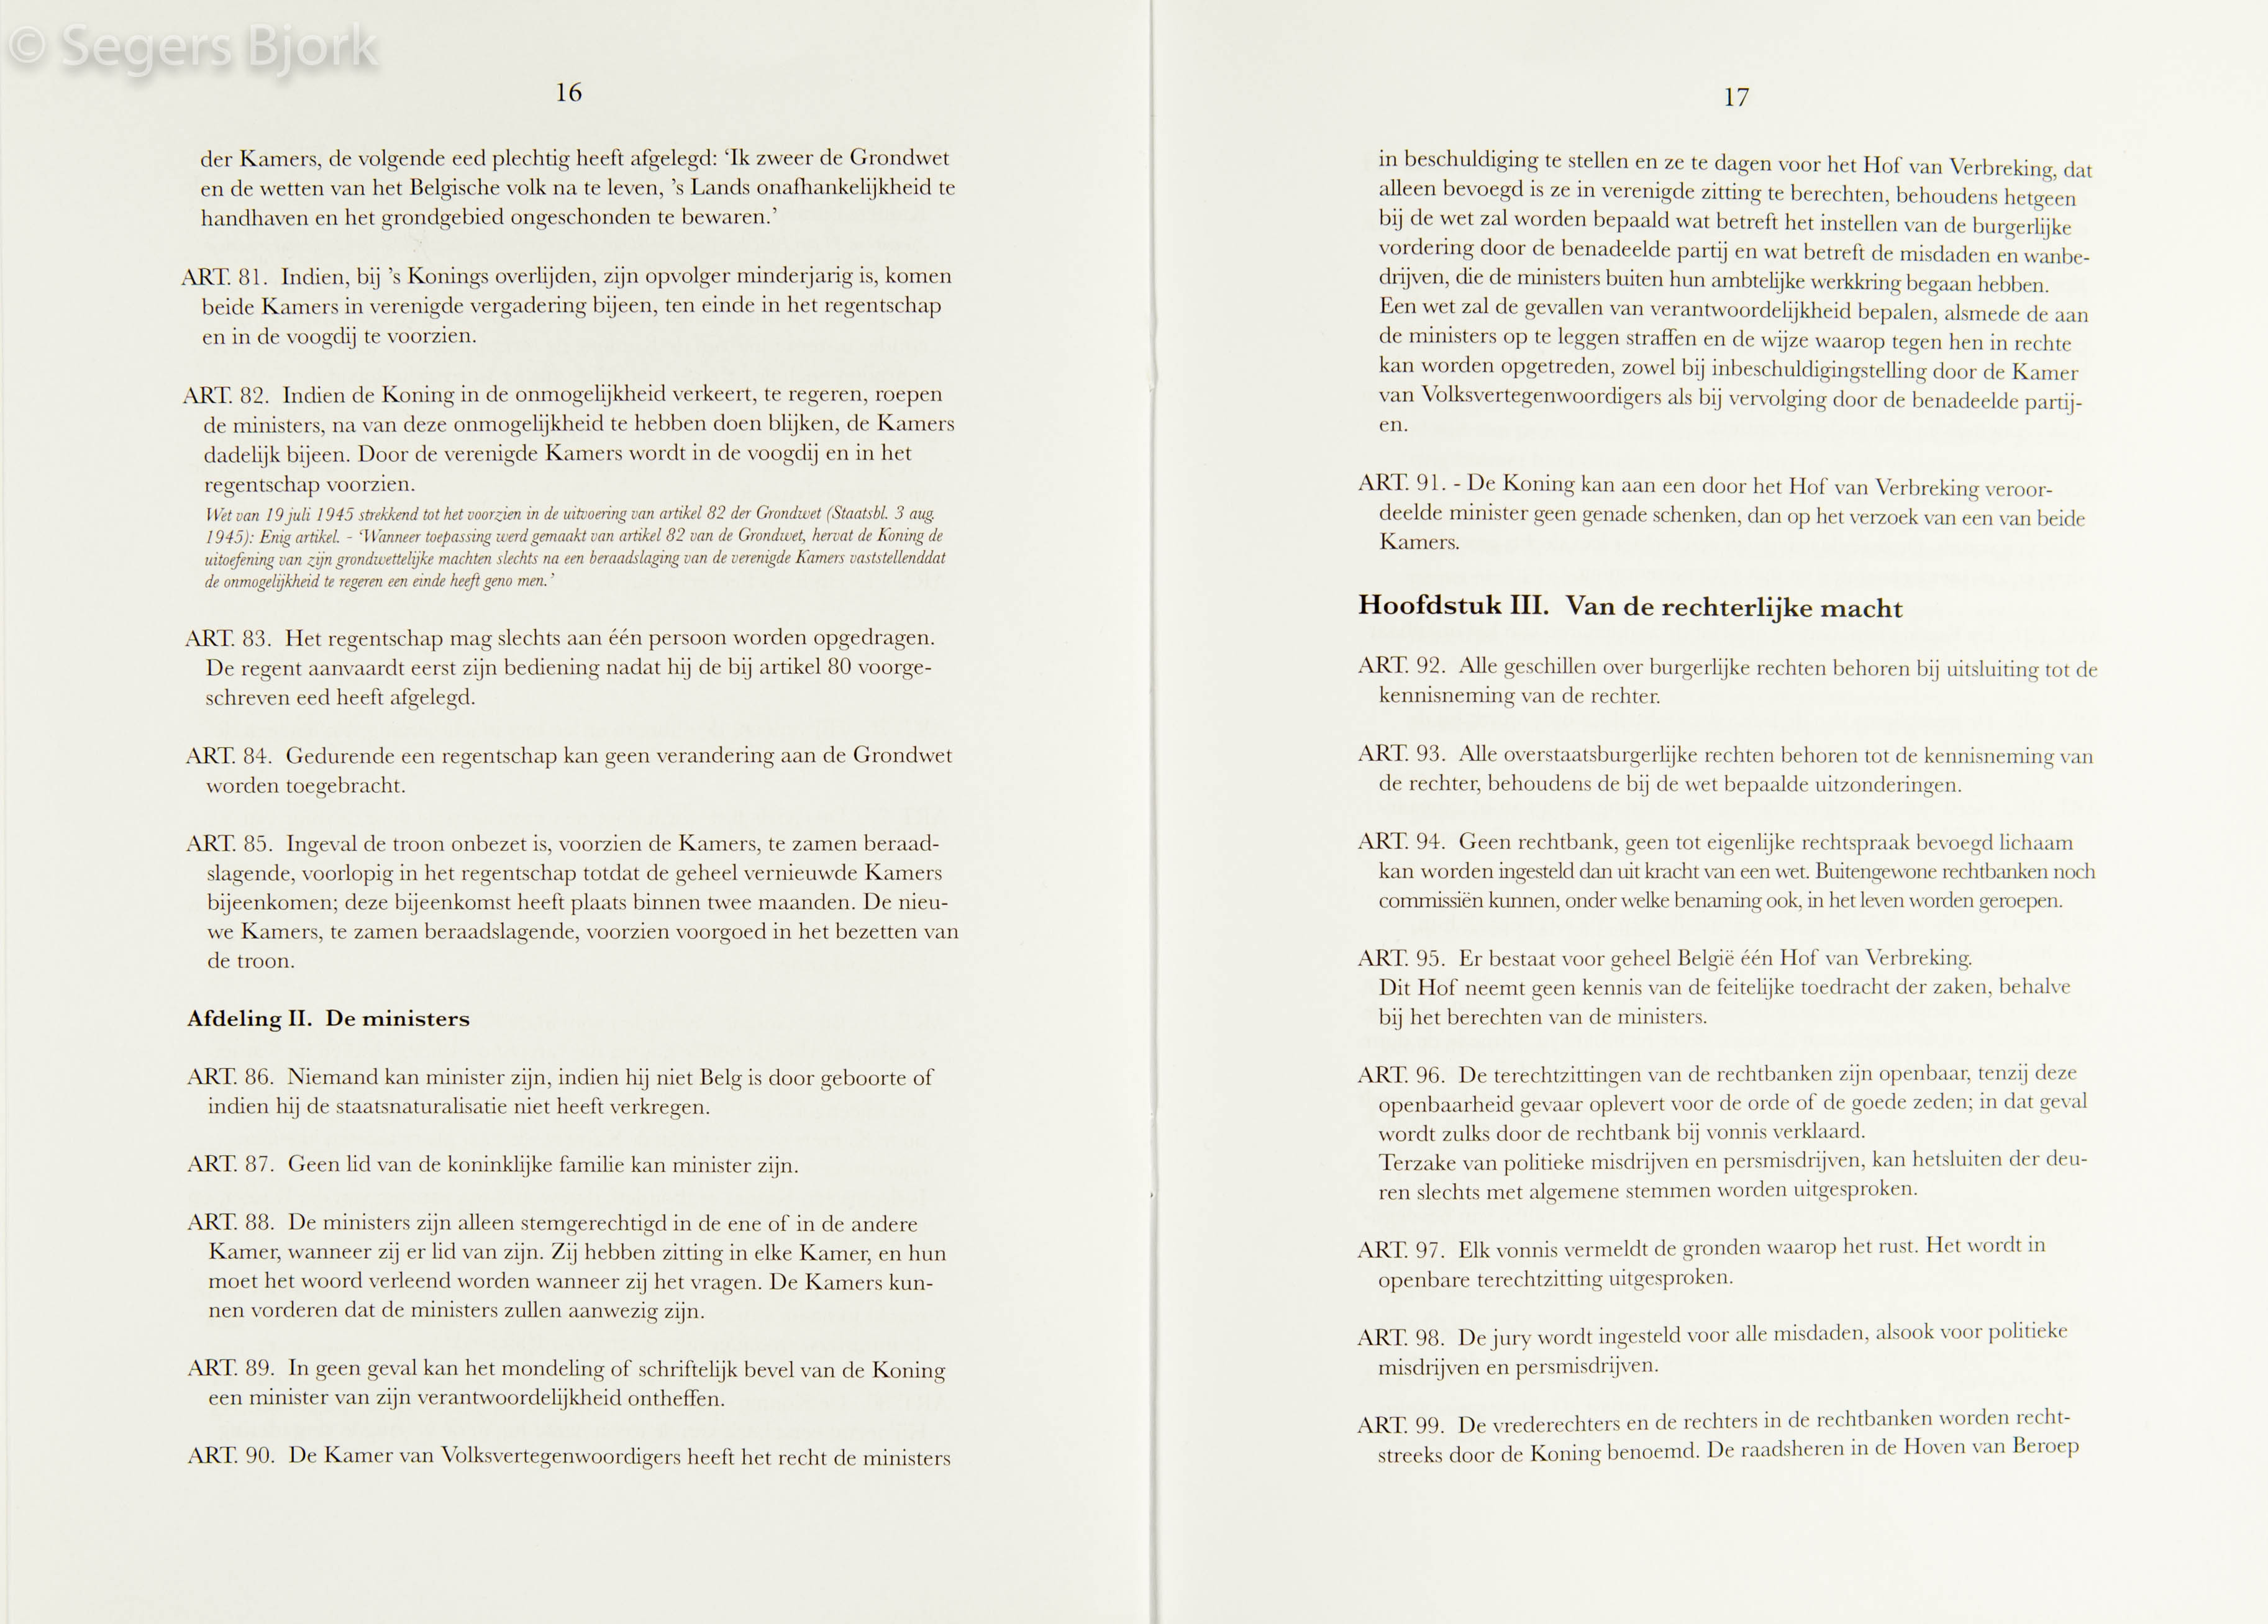 © Segers Bjork
16
der Kamers, de volgende eed plechtig heeft afgelegd: ‘Ik zweer de Grondwet
en de wetten van het Belgische volk na te leven, ’s Lands onafhankelijkheid te
handhaven en het grondgebied ongeschonden te bewaren.’
ART. 81. Indien, bij ’s Konings overlijden, zijn opvolger minderjarig is, komen
beide Kamers in verenigde vergadering bijeen, ten einde in het regentschap
en in de voogdij te voorzien.
ART. 82. Indien de Koning in de onmogelijkheid verkeert, te regeren, roepen
de ministers, na van deze onmogelijkheid te hebben doen blijken, de Kamers
dadelijk bijeen. Door de verenigde Kamers wordt in de voogdij en in het
regentschap voorzien.
Wet van 19 juli 1945 strekkend tot het voorzien in de uitvoering van artikel 82 der Grondwet (Staatsbl. 3 aug.
1945): Enig artikel. - ‘Wanneer toepassing werd gemaakt van artikel 82 van de Grondwet, hervat de Koning de
uitoefening van zijn grondwettelijke machten slechts na een beraadslaging van de verenigde Kamers vaststellenddat
de onmogelijkheid te regeren een einde heeft geno men.’
ART. 83. Het regentschap mag slechts aan één persoon worden opgedragen.
De regent aanvaardt eerst zijn bediening nadat hij de bij artikel 80 voorge-
schreven eed heeft afgelegd.
ART. 84. Gedurende een regentschap kan geen verandering aan de Grondwet
worden toegebracht.
ART. 85. Ingeval de troon onbezet is, voorzien de Kamers, te zamen beraad-
slagende, voorlopig in het regentschap totdat de geheel vernieuwde Kamers
bijeenkomen; deze bijeenkomst heeft plaats binnen twee maanden. De nieu-
we Kamers, te zamen beraadslagende, voorzien voorgoed in het bezetten van
de troon.
Afdeling II. De ministers
ART. 86. Niemand kan minister zijn, indien hij niet Belg is door geboorte of
indien hij de staatsnaturalisatie niet heeft verkregen.
ART. 87. Geen lid van de koninklijke familie kan minister zijn.
ART. 88. De ministers zijn alleen stemgerechtigd in de ene of in de andere
Kamer, wanneer zij er lid van zijn. Zij hebben zitting in elke Kamer, en hun
moet het woord verleend worden wanneer zij het vragen. De Kamers kun-
nen vorderen dat de ministers zullen aanwezig zijn.
ART. 89. In geen geval kan het mondeling of schriftelijk bevel van de Koning
een minister van zijn verantwoordelijkheid ontheffen.
ART. 90. De Kamer van Volksvertegenwoordigers heeft het recht de ministers
17
in beschuldiging te stellen en ze te dagen voor het Hof van Verbreking, dat
alleen bevoegd is ze in verenigde zitting te berechten, behoudens hetgeen
bij de wet zal worden bepaald wat betreft het instellen van de burgerlijke
vordering door de benadeelde partij en wat betreft de misdaden en wanbe-
drijven, die de ministers buiten hun ambtelijke werkkring begaan hebben.
Een wet zal de gevallen van verantwoordelijkheid bepalen, alsmede de aan
de ministers op te leggen straffen en de wijze waarop tegen hen in rechte
kan worden opgetreden, zowel bij inbeschuldigingstelling door de Kamer
van Volksvertegenwoordigers als bij vervolging door de benadeelde partij-
en.
ART. 91. - De Koning kan aan een door het Hof van Verbreking veroor-
deelde minister geen genade schenken, dan op het verzoek van een van beide
Kamers.
Hoofdstuk III. Van de rechterlijke macht
ART. 92. Alle geschillen over burgerlijke rechten behoren bij uitsluiting tot de
kennisneming van de rechter.
ART. 93. Alle overstaatsburgerlijke rechten behoren tot de kennisneming van
de rechter, behoudens de bij de wet bepaalde uitzonderingen.
ART. 94. Geen rechtbank, geen tot eigenlijke rechtspraak bevoegd lichaam
kan worden ingesteld dan uit kracht van een wet. Buitengewone rechtbanken noch
commissiën kunnen, onder welke benaming ook, in het leven worden geroepen.
ART. 95. Er bestaat voor geheel België één Hof van Verbreking.
Dit Hof neemt geen kennis van de feitelijke toedracht der zaken, behalve
bij het berechten van de ministers.
ART. 96. De terechtzittingen van de rechtbanken zijn openbaar, tenzij deze
openbaarheid gevaar oplevert voor de orde of de goede zeden; in dat geval
wordt zulks door de rechtbank bij vonnis verklaard.
Terzake van politieke misdrijven en persmisdrijven, kan hetsluiten der deu-
ren slechts met algemene stemmen worden uitgesproken.
ART. 97. Elk vonnis vermeldt de gronden waarop het rust. Het wordt in
openbare terechtzitting uitgesproken.
ART. 98. De jury wordt ingesteld voor alle misdaden, alsook voor politieke
misdrijven en persmisdrijven.
ART. 99. De vrederechters en de rechters in de rechtbanken worden recht-
streeks door de Koning benoemd. De raadsheren in de Hoven van Beroep